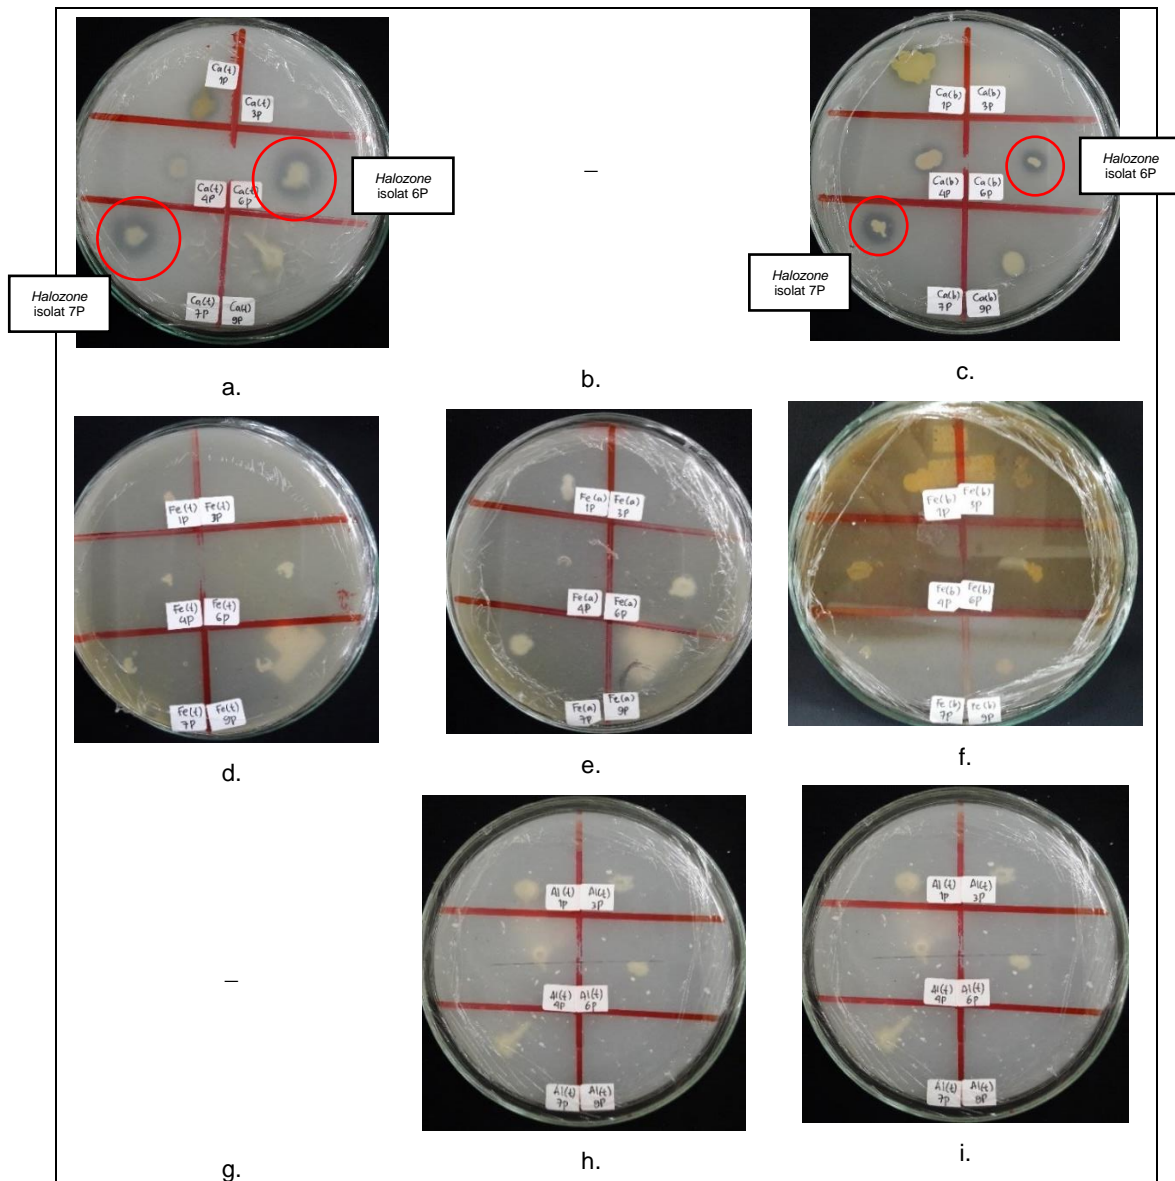 Ca(t)
1P
Ca(t)
3P
Ca(t)
4P
Ca(t)
6P
Ca(t)
7P
Ca(t)
9P
Halozone
isolat 6P
Halozone
isolat 7P
a.
–
b.
Ca(b)
1P
Ca(b)
3P
Ca(b)
4P
Ca(b)
6P
Ca(b)
7P
Ca(b)
9P
Halozone
isolat 6P
Halozone
isolat 7P
c.
Fe(t)
1P
Fe(t)
3P
Fe(t)
4P
Fe(t)
6P
Fe(t)
7P
Fe(t)
9P
d.
Fe(a)
1P
Fe(a)
3P
Fe(a)
4P
Fe(a)
6P
Fe(a)
7P
Fe(a)
9P
e.
Fe(b)
1P
Fe(b)
3P
Fe(b)
4P
Fe(b)
6P
Fe(b)
7P
Fe(b)
9P
f.
–
g.
Al(t)
1P
Al(t)
3P
Al(t)
4P
Al(t)
6P
Al(t)
7P
Al(t)
9P
h.
Al(t)
1P
Al(t)
3P
Al(t)
4P
Al(t)
6P
Al(t)
7P
Al(t)
9P
i.